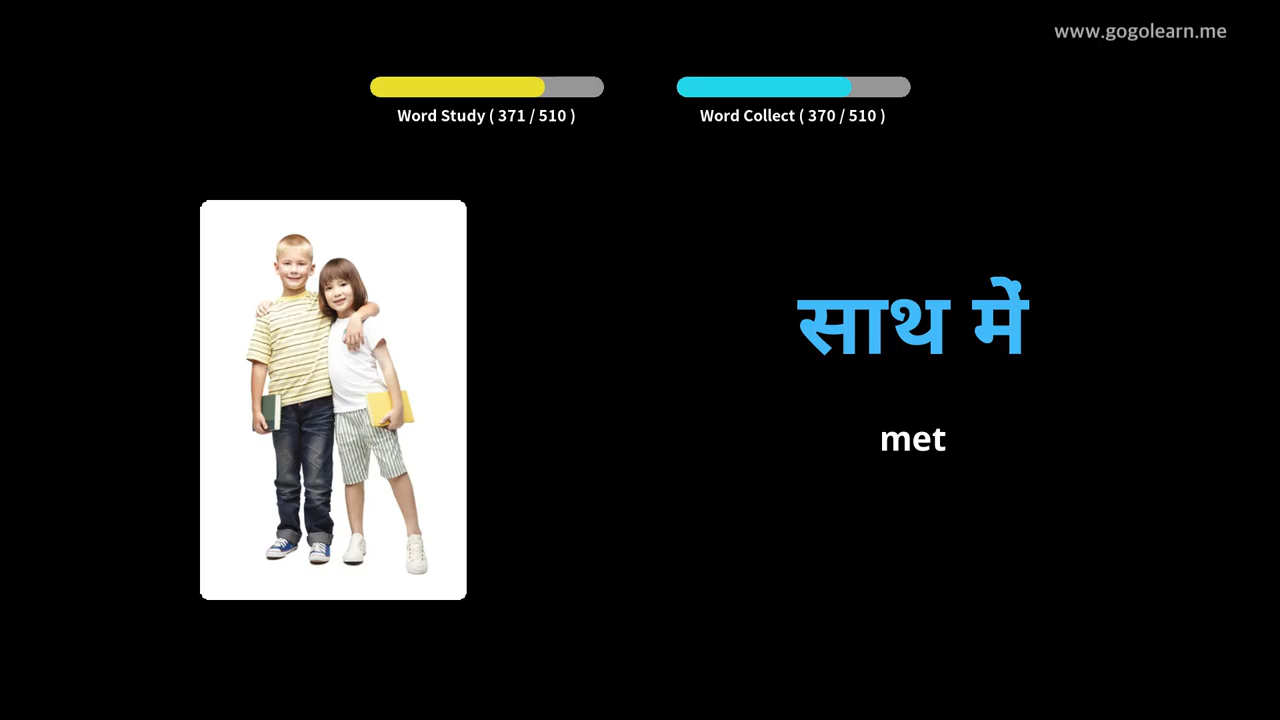 www.gogolearn.me
Word Study ( 371 / 510 )
Word Collect ( 370 / 510 )
साथ में
met